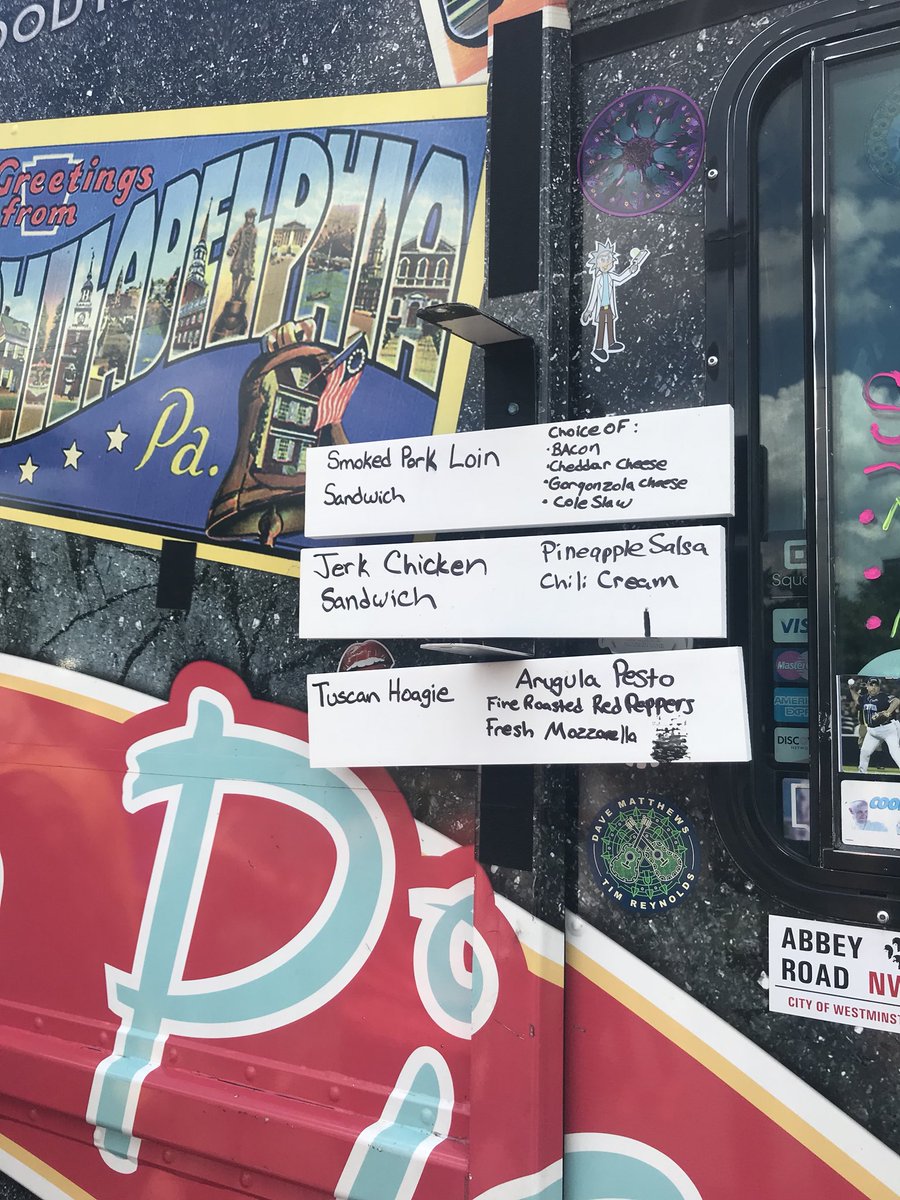 Greetings
from
PHILADELPHIA
Pa.
Smoked Pork Loin
Sandwich
Choice OF:
• BAcon
• Cheddar Cheese
• Gorgonzola Cheese
• Cole Slaw
Jerk Chicken
Sandwich
Pineapple Salsa
Chili Cream
Tuscan Hoagie
Arugula Pesto
Fire Roasted Red Peppers
Fresh Mozzarella
VISA
DAVE MATTHEWS
TIM REYNOLDS
ABBEY
ROAD NW
CITY OF WESTMINST